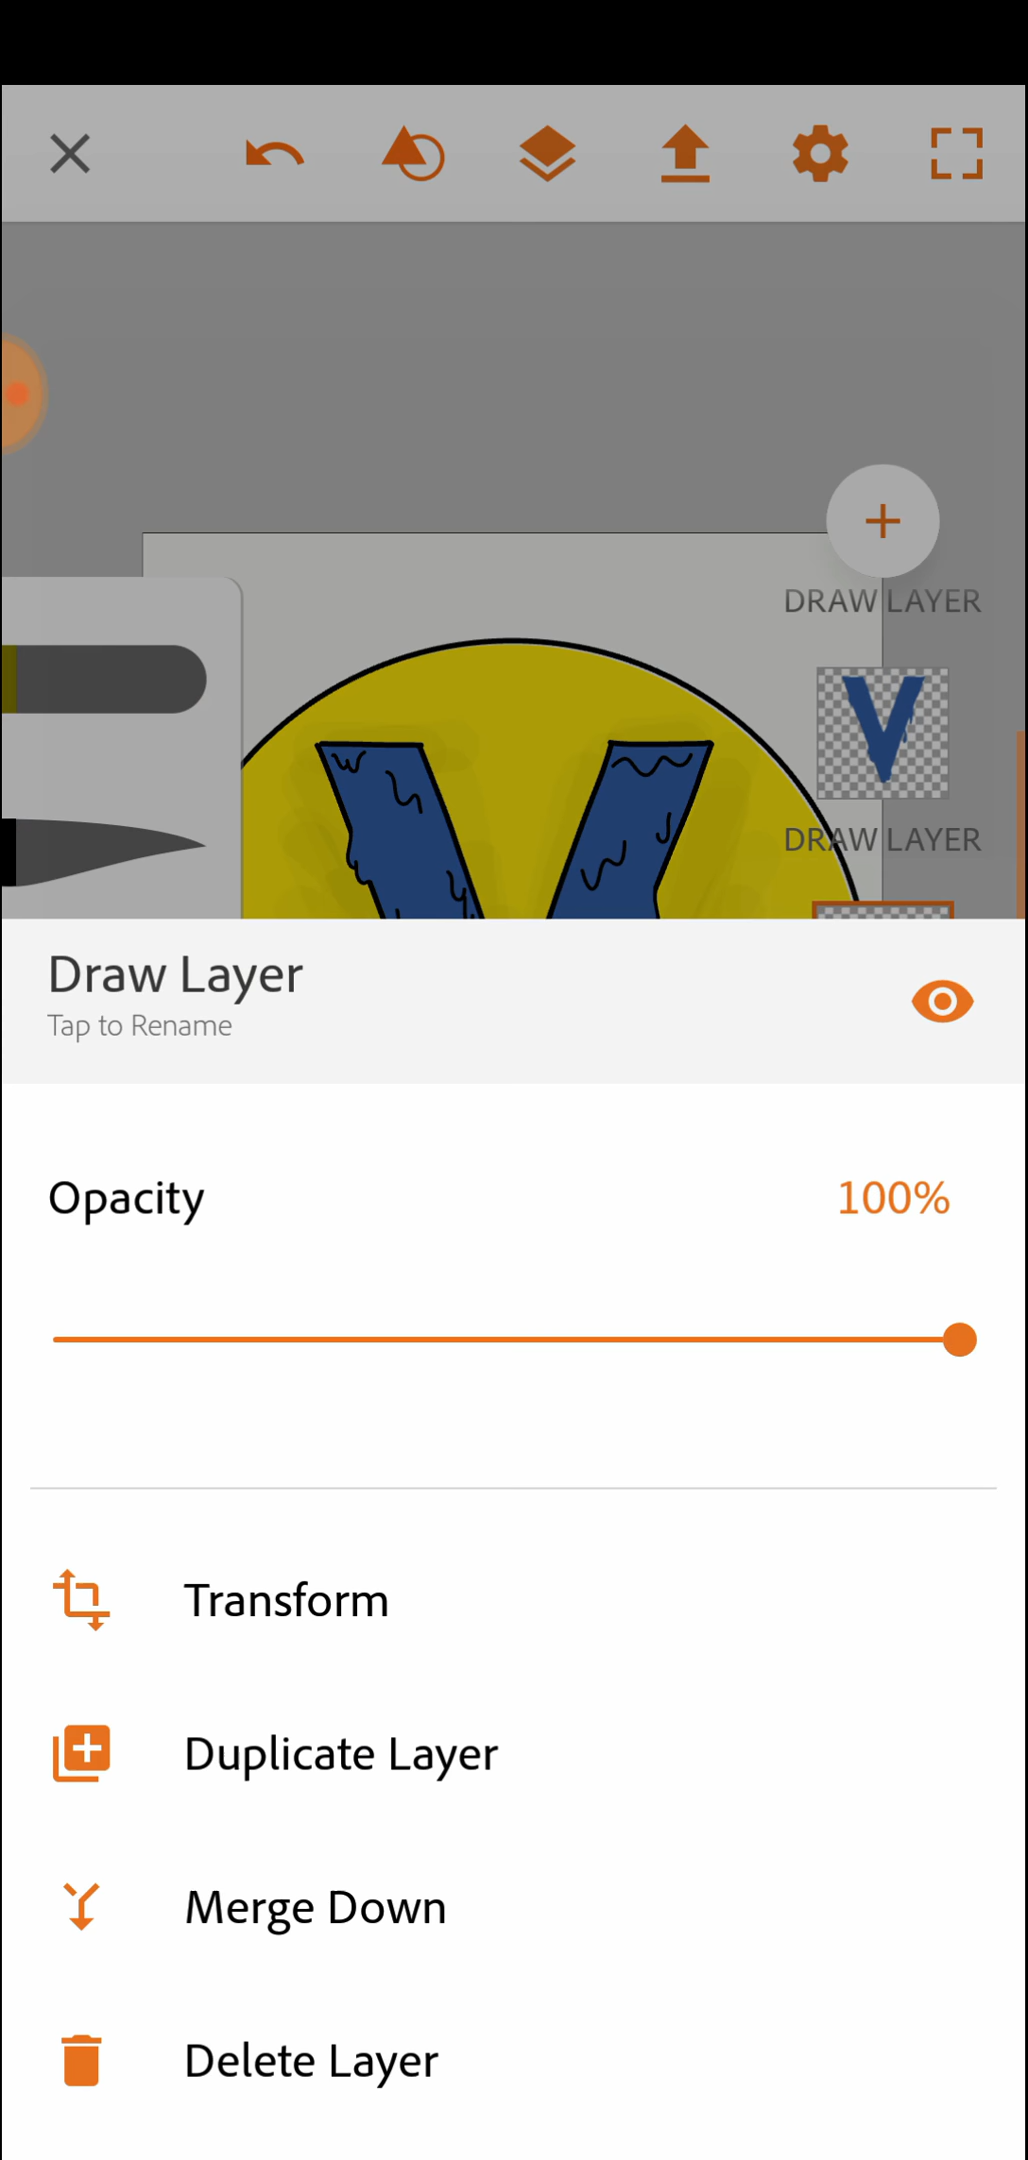 DRAW LAYER
V
DRAW LAYER
V
Draw Layer
Tap to Rename
Opacity 100%
Transform
Duplicate Layer
Merge Down
Delete Layer